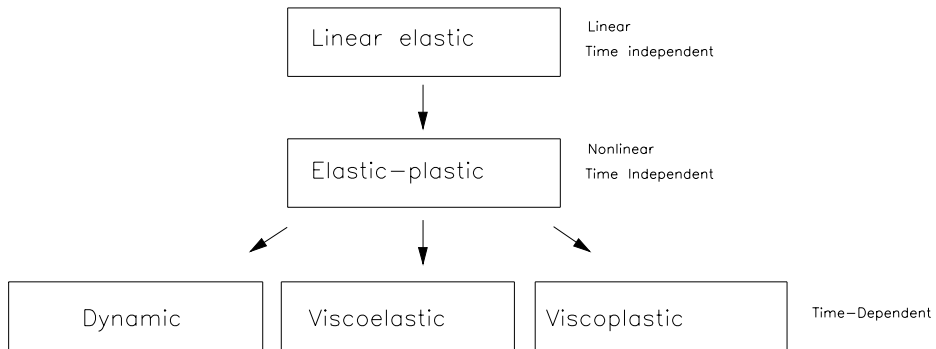 Linear elastic
Linear
Time independent
Elastic-plastic
Nonlinear
Time Independent
Dynamic
Viscoelastic
Viscoplastic
Time-Dependent